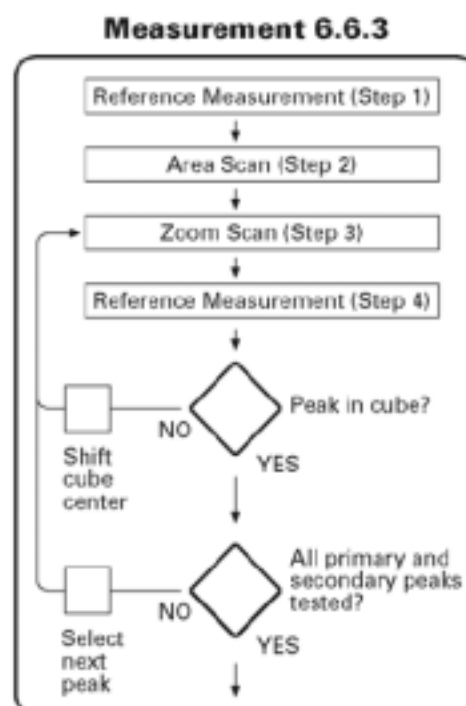 Measurement 6.6.3
Reference Measurement (Step 1)
Area Scan (Step 2)
Zoom Scan (Step 3)
Reference Measurement (Step 4)
Peak in cube?
NO
YES
Shift
cube
center
All primary and
secondary peaks
tested?
NO
YES
Select
next
peak